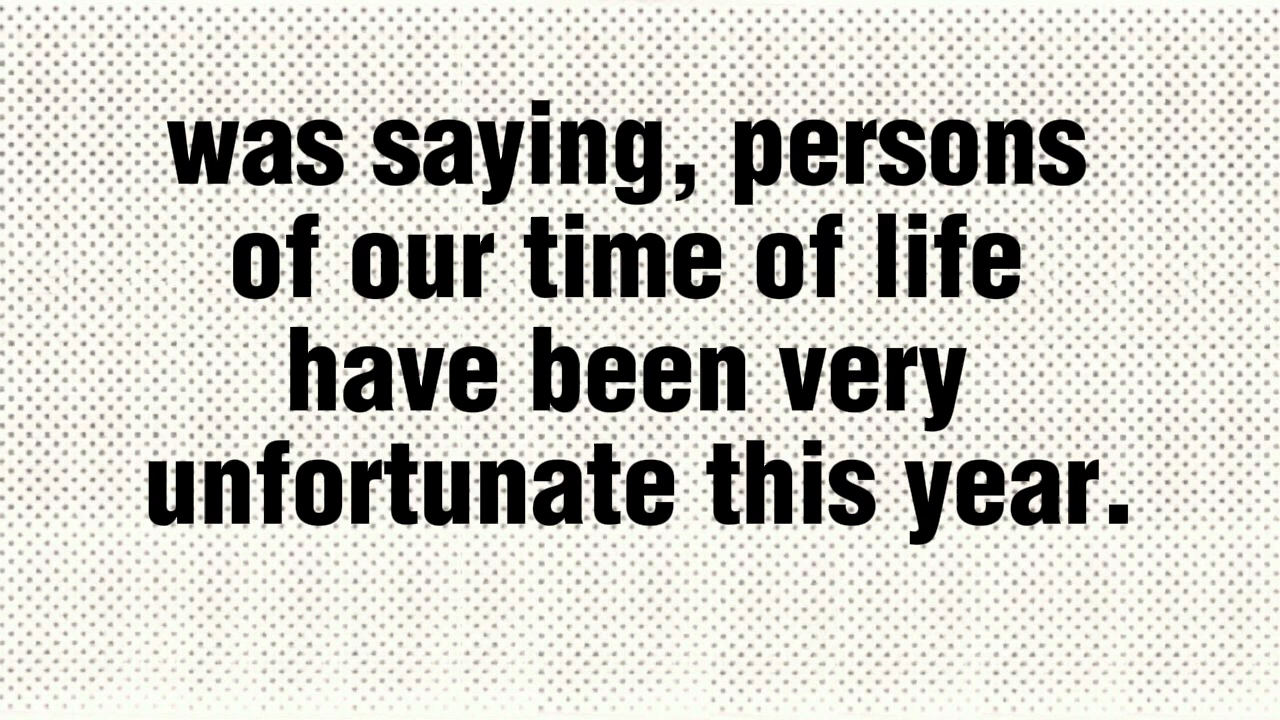 was saying, persons
of our time of life
have been very
unfortunate this year.